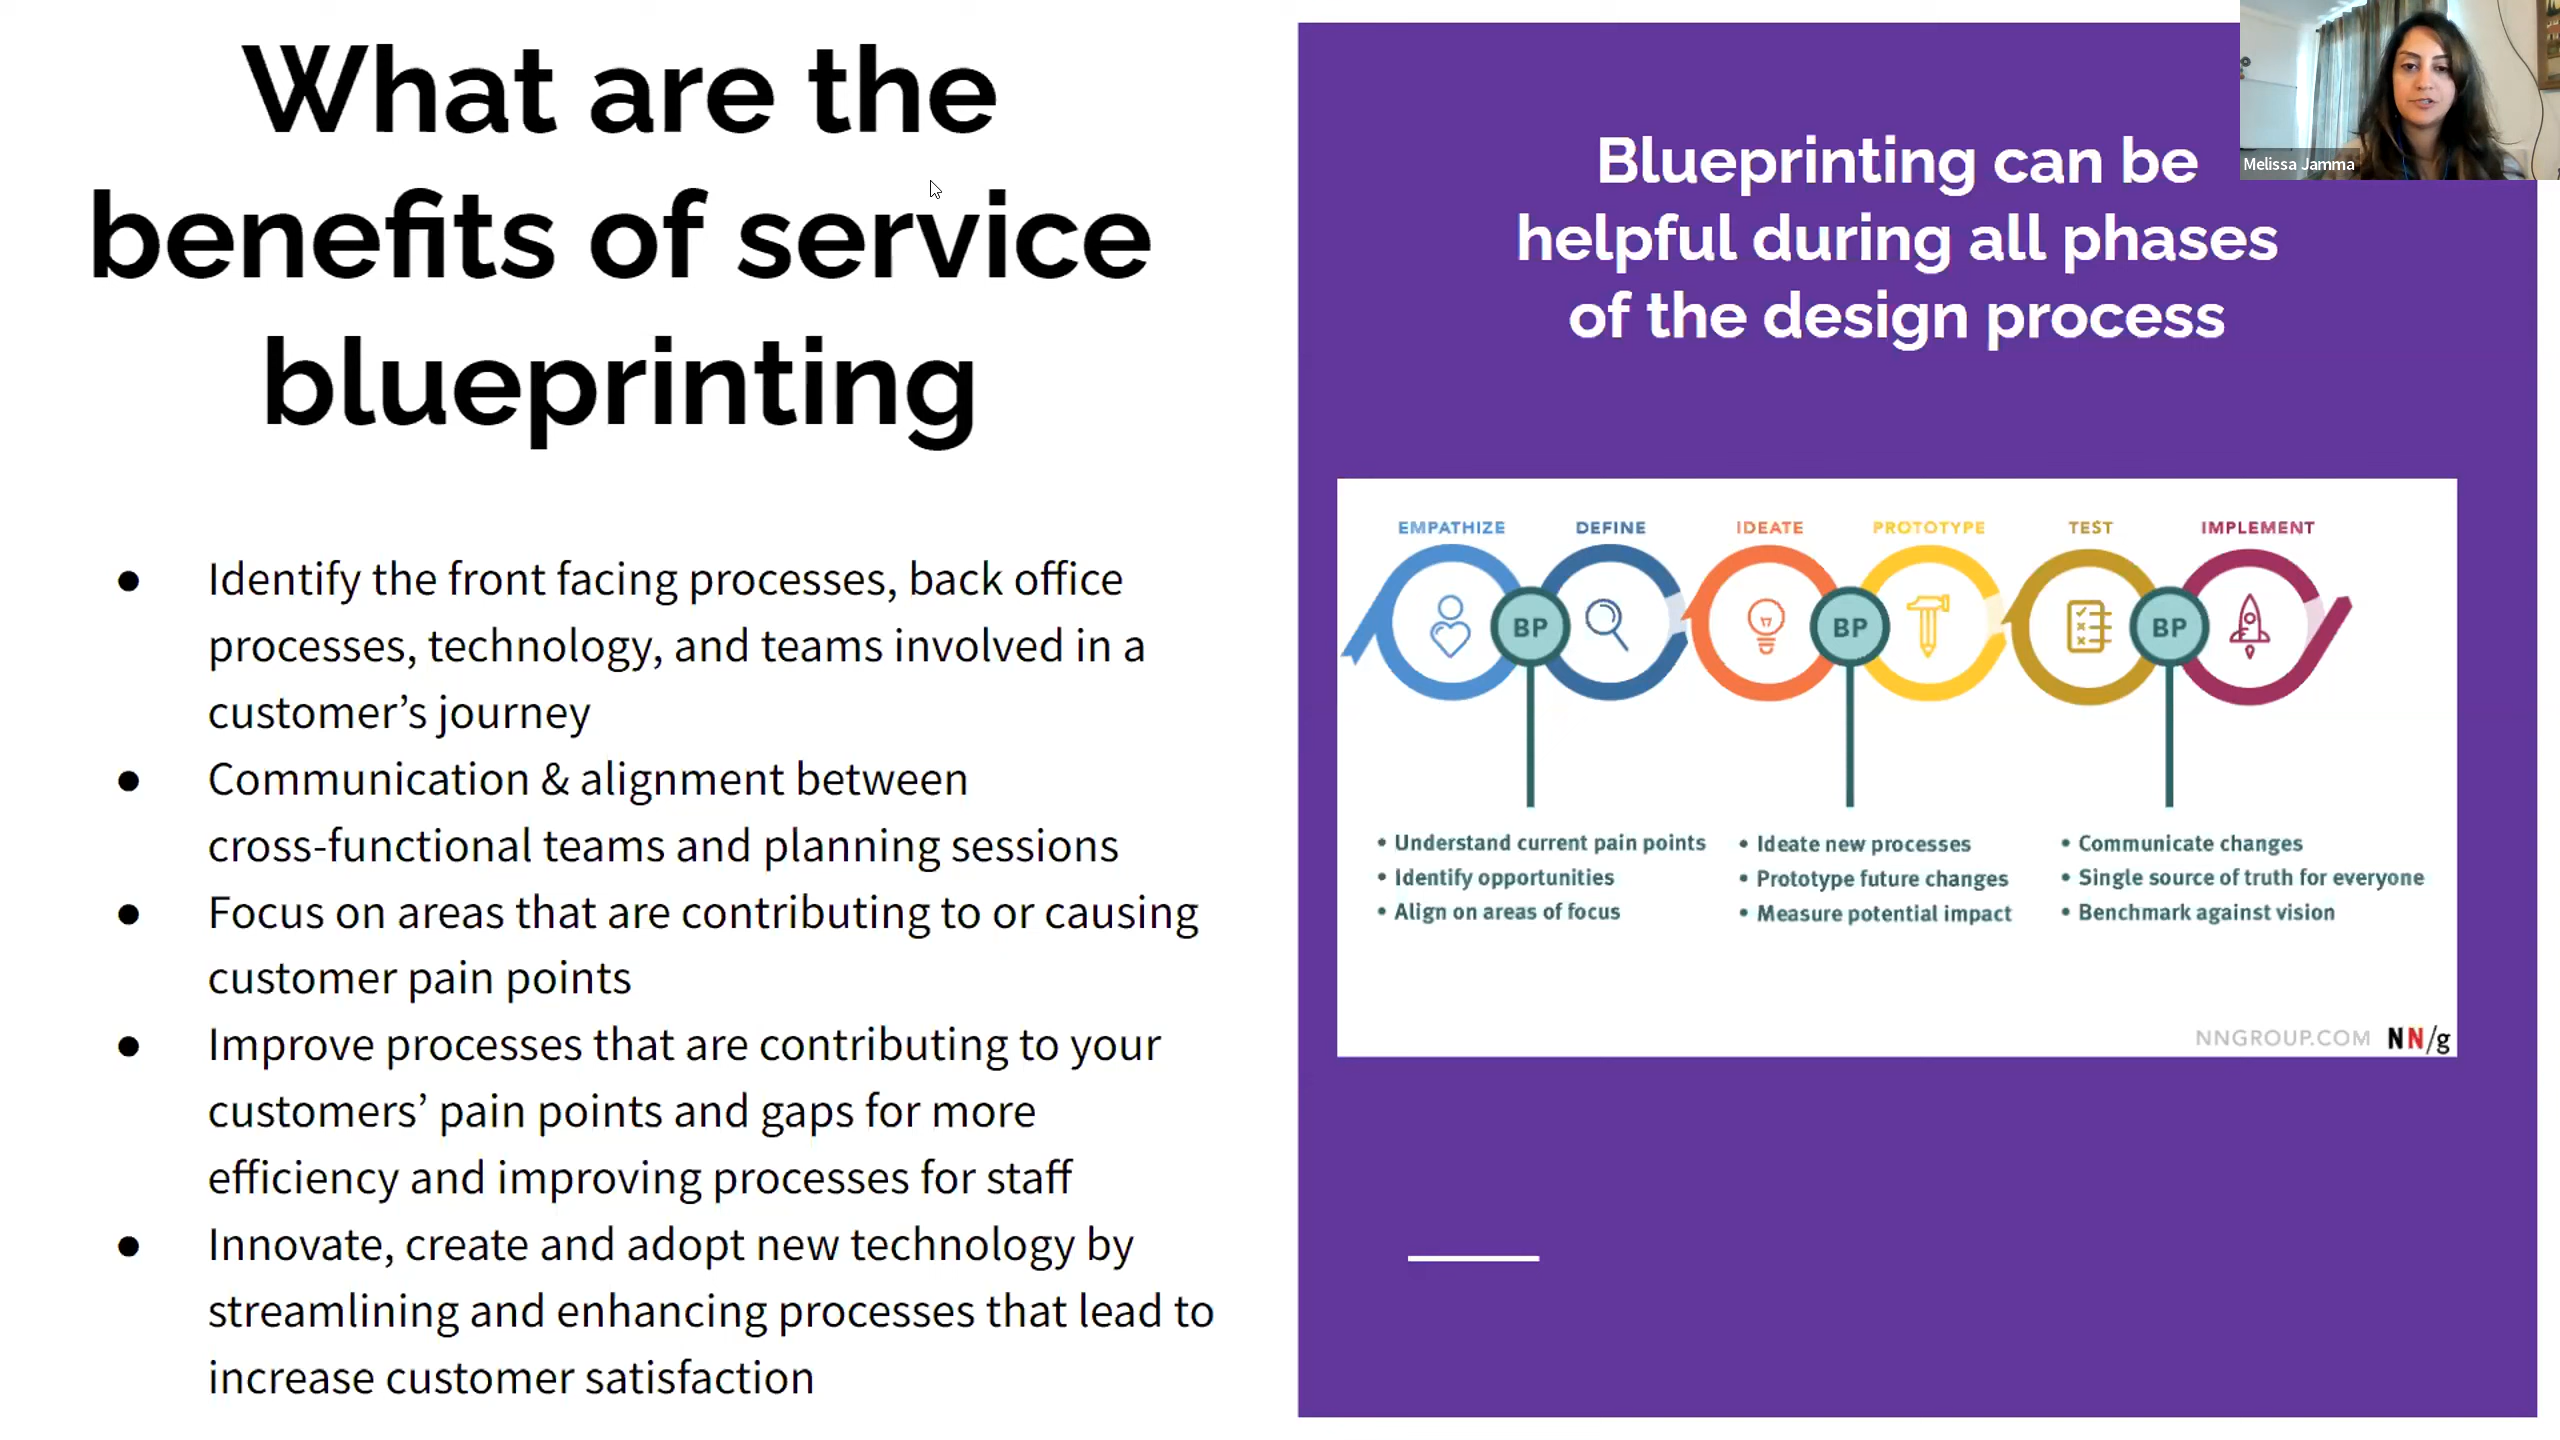 What are the
benefits of service
blueprinting
● Identify the front facing processes, back office
processes, technology, and teams involved in a
customer’s journey
● Communication & alignment between
cross-functional teams and planning sessions
● Focus on areas that are contributing to or causing
customer pain points
● Improve processes that are contributing to your
customers’ pain points and gaps for more
efficiency and improving processes for staff
● Innovate, create and adopt new technology by
streamlining and enhancing processes that lead to
increase customer satisfaction
Blueprinting can be
helpful during all phases
of the design process
Melissa Jamma
EMPATHIZE DEFINE IDEATE PROTOTYPE TEST IMPLEMENT
BP BP BP
• Understand current pain points
• Identify opportunities
• Align on areas of focus
• Ideate new processes
• Prototype future changes
• Measure potential impact
• Communicate changes
• Single source of truth for everyone
• Benchmark against vision
NNGROUP.COM NN/g